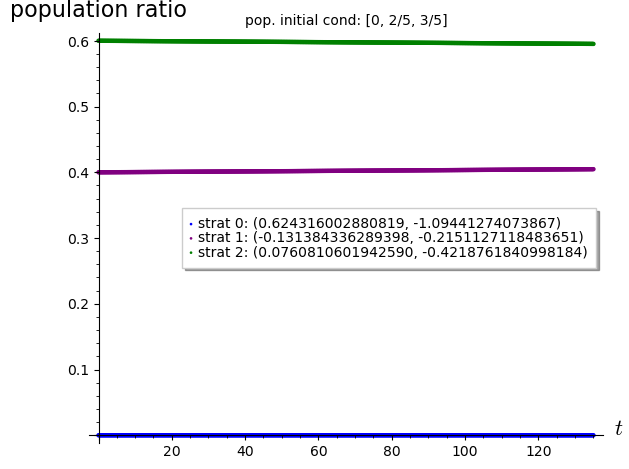 population ratio
pop. initial cond: [0, 2/5, 3/5]
0.6
0.5
0.4
strat 0: (0.624316002880819, -1.09441274073867)
strat 1: (-0.131384336289398, -0.2151127118483651)
strat 2: (0.0760810601942590, -0.4218761840998184)
0.3
0.2
0.1
t
20
40
60
80
100
120